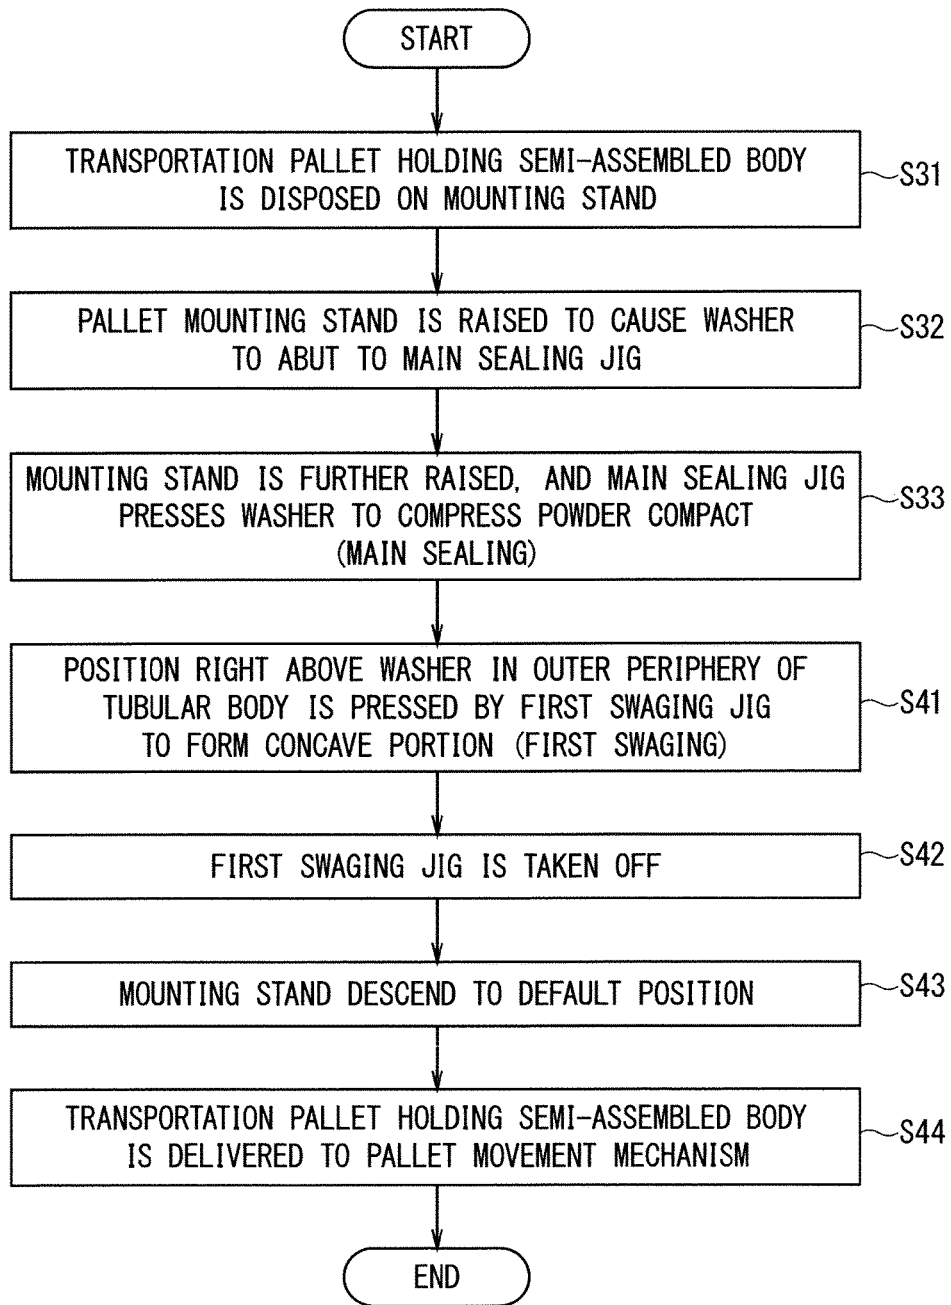 START
TRANSPORTATION PALLET HOLDING SEMI-ASSEMBLED BODY
IS DISPOSED ON MOUNTING STAND
S31
PALLET MOUNTING STAND IS RAISED TO CAUSE WASHER
TO ABUT TO MAIN SEALING JIG
S32
MOUNTING STAND IS FURTHER RAISED, AND MAIN SEALING JIG
PRESSES WASHER TO COMPRESS POWDER COMPACT
(MAIN SEALING)
S33
POSITION RIGHT ABOVE WASHER IN OUTER PERIPHERY OF
TUBULAR BODY IS PRESSED BY FIRST SWAGING JIG
TO FORM CONCAVE PORTION (FIRST SWAGING)
S41
FIRST SWAGING JIG IS TAKEN OFF
S42
MOUNTING STAND DESCEND TO DEFAULT POSITION
S43
TRANSPORTATION PALLET HOLDING SEMI-ASSEMBLED BODY
IS DELIVERED TO PALLET MOVEMENT MECHANISM
S44
END